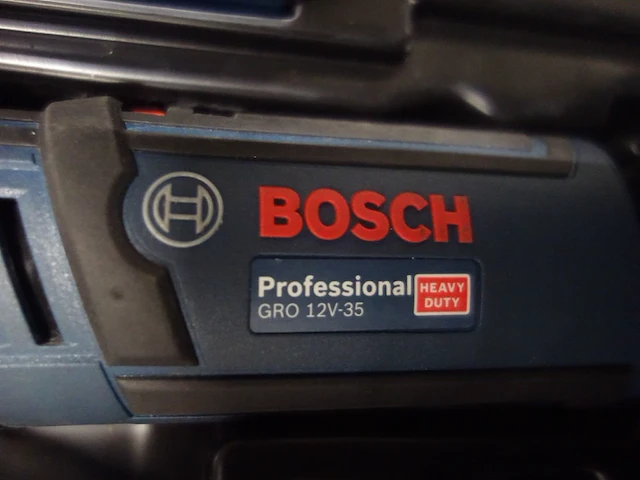 BOSCH
Professional
GRO 12V-35
HEAVY
DUTY